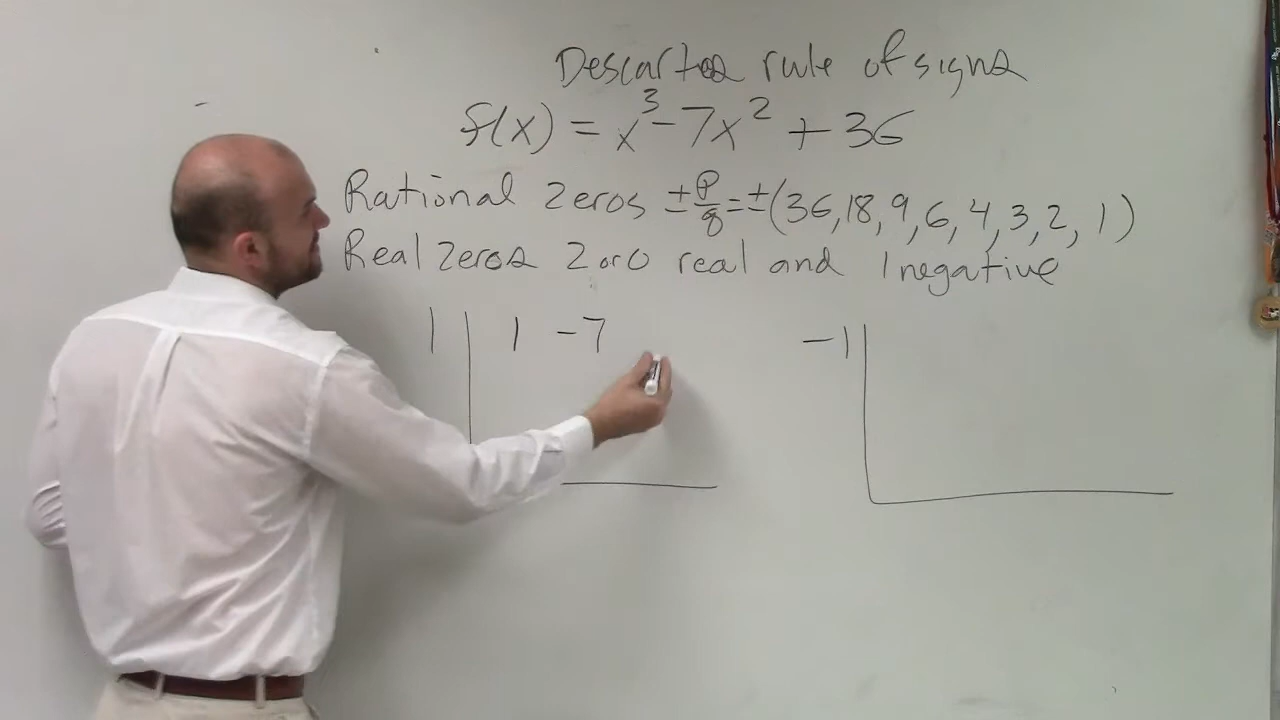 Descartes rule of signs
f(x) = x³ - 7x² + 36
Rational zeros ± p/q = ± (36, 18, 9, 6, 4, 3, 2, 1)
Real zeros 2 or 0 real and 1 negative
1 | 1 -7
-1 |